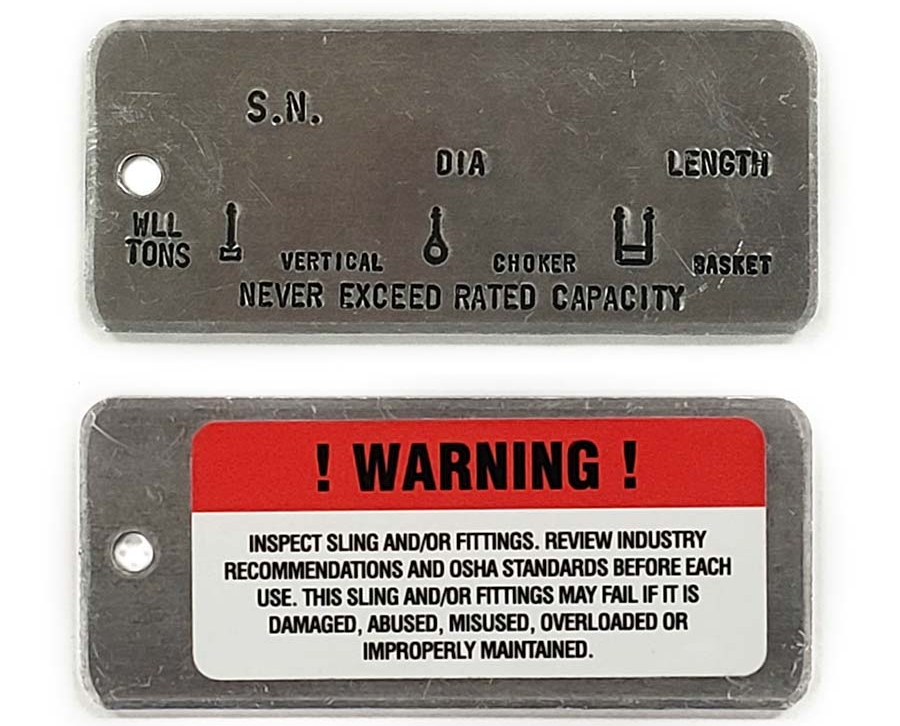 S.N.
DIA LENGTH
WLL
TONS VERTICAL CHOKER BASKET
NEVER EXCEED RATED CAPACITY
! WARNING !
INSPECT SLING AND/OR FITTINGS. REVIEW INDUSTRY
RECOMMENDATIONS AND OSHA STANDARDS BEFORE EACH
USE. THIS SLING AND/OR FITTINGS MAY FAIL IF IT IS
DAMAGED, ABUSED, MISUSED, OVERLOADED OR
IMPROPERLY MAINTAINED.